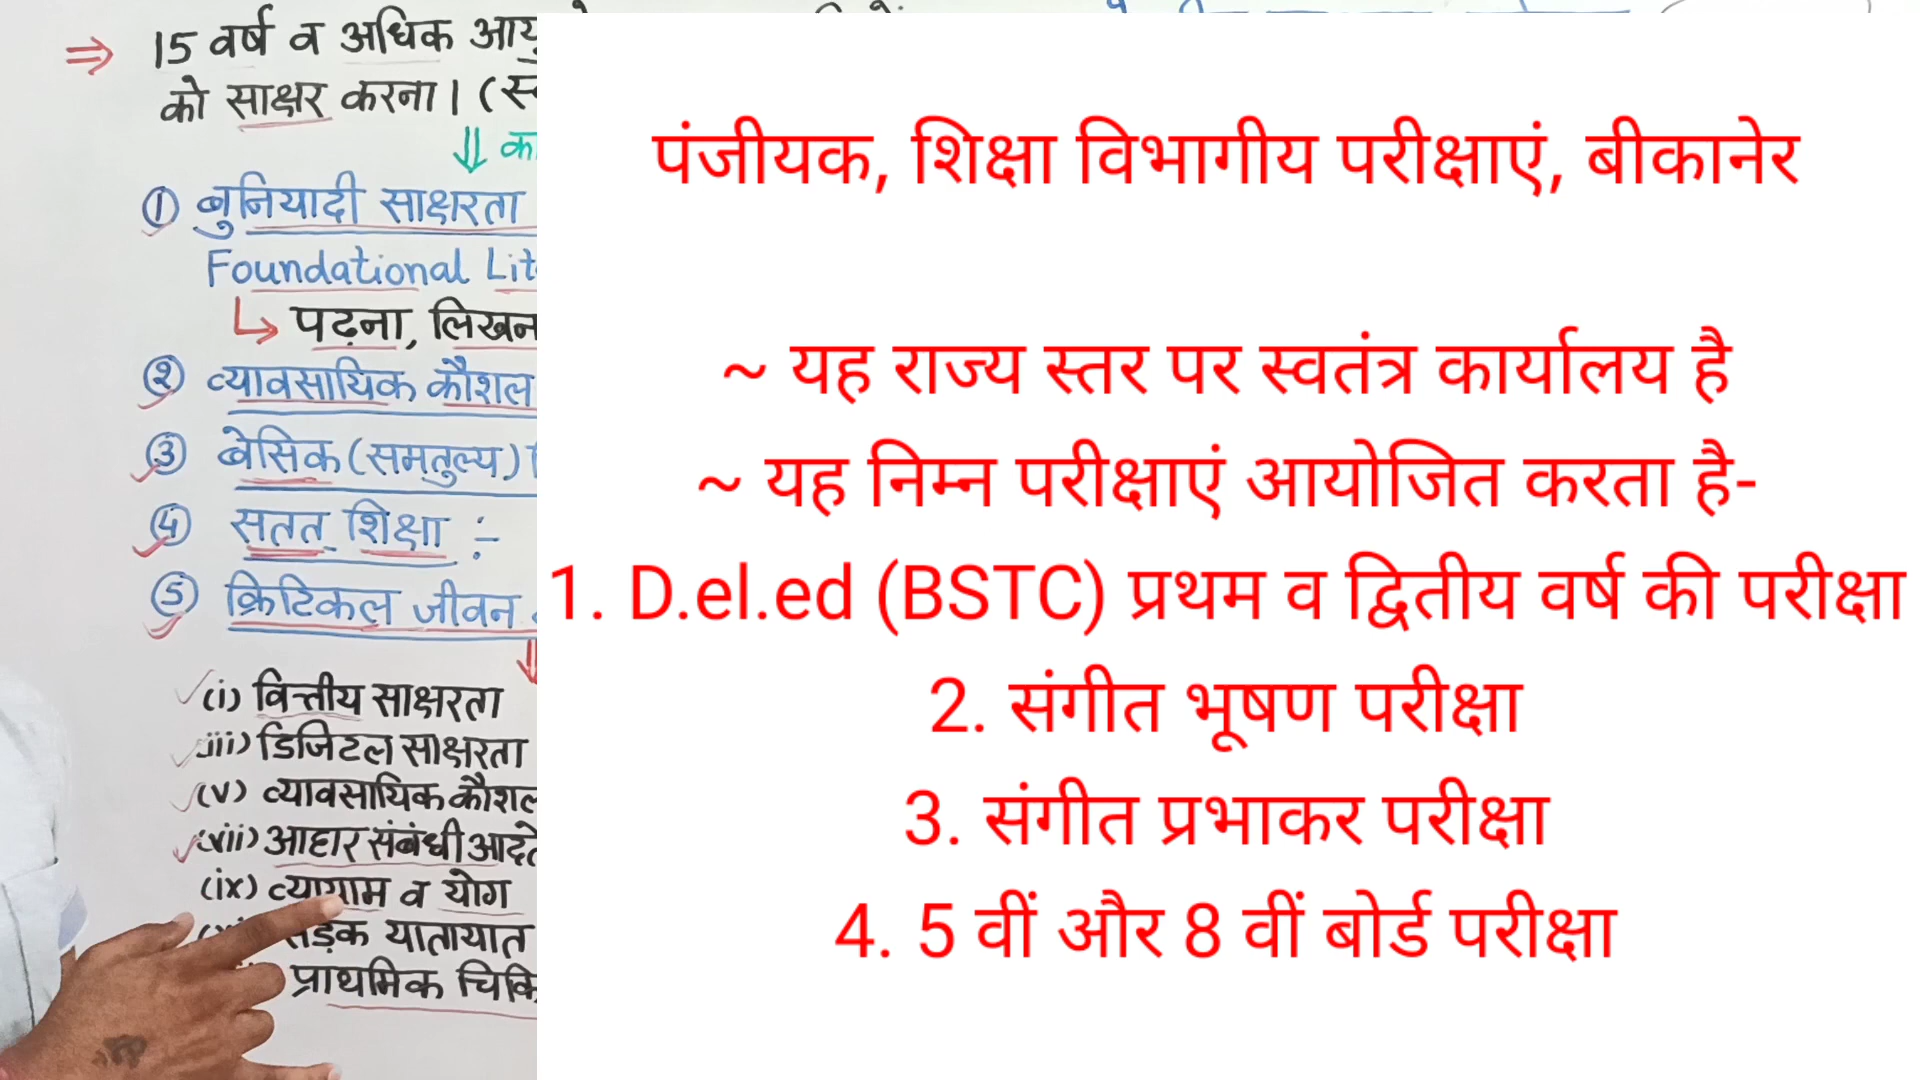 ⇒ 15 वर्ष व अधिक आयु
को साक्षर करना। (
⇓
① बुनियादी साक्षरता
Foundational
↳ पढ़ना, लिखन
② व्यावसायिक कौशल
③ बेसिक (समतुल्य)
④ सतत शिक्षा :-
⑤ क्रिटिकल जीवन
(i) वित्तीय साक्षरता
iii) डिजिटल साक्षरता
(v) व्यावसायिक कौशल
(vii) आहार संबंधी
(ix) व्यायाम व योग
यातायात
प्राथमिक
पंजीयक, शिक्षा विभागीय परीक्षाएं, बीकानेर
~ यह राज्य स्तर पर स्वतंत्र कार्यालय है
~ यह निम्न परीक्षाएं आयोजित करता है-
1. D.el.ed (BSTC) प्रथम व द्वितीय वर्ष की परीक्षा
2. संगीत भूषण परीक्षा
3. संगीत प्रभाकर परीक्षा
4. 5 वीं और 8 वीं बोर्ड परीक्षा